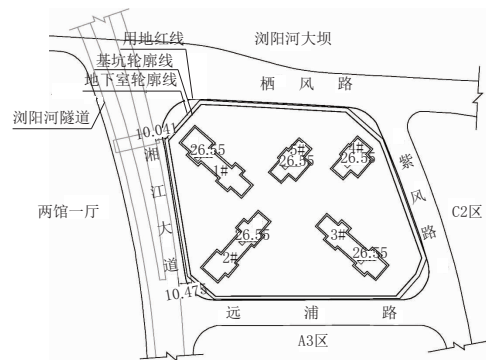 用地红线
浏阳河大坝
基坑轮廓线
栖风路
地下室轮廓线
浏阳河隧道
10.041
26.55
1#
5#
26.55
4#
26.55
紫风路
湘江大道
两馆一厅
C2区
26.55
2#
3#
26.55
10.475
远浦路
A3区